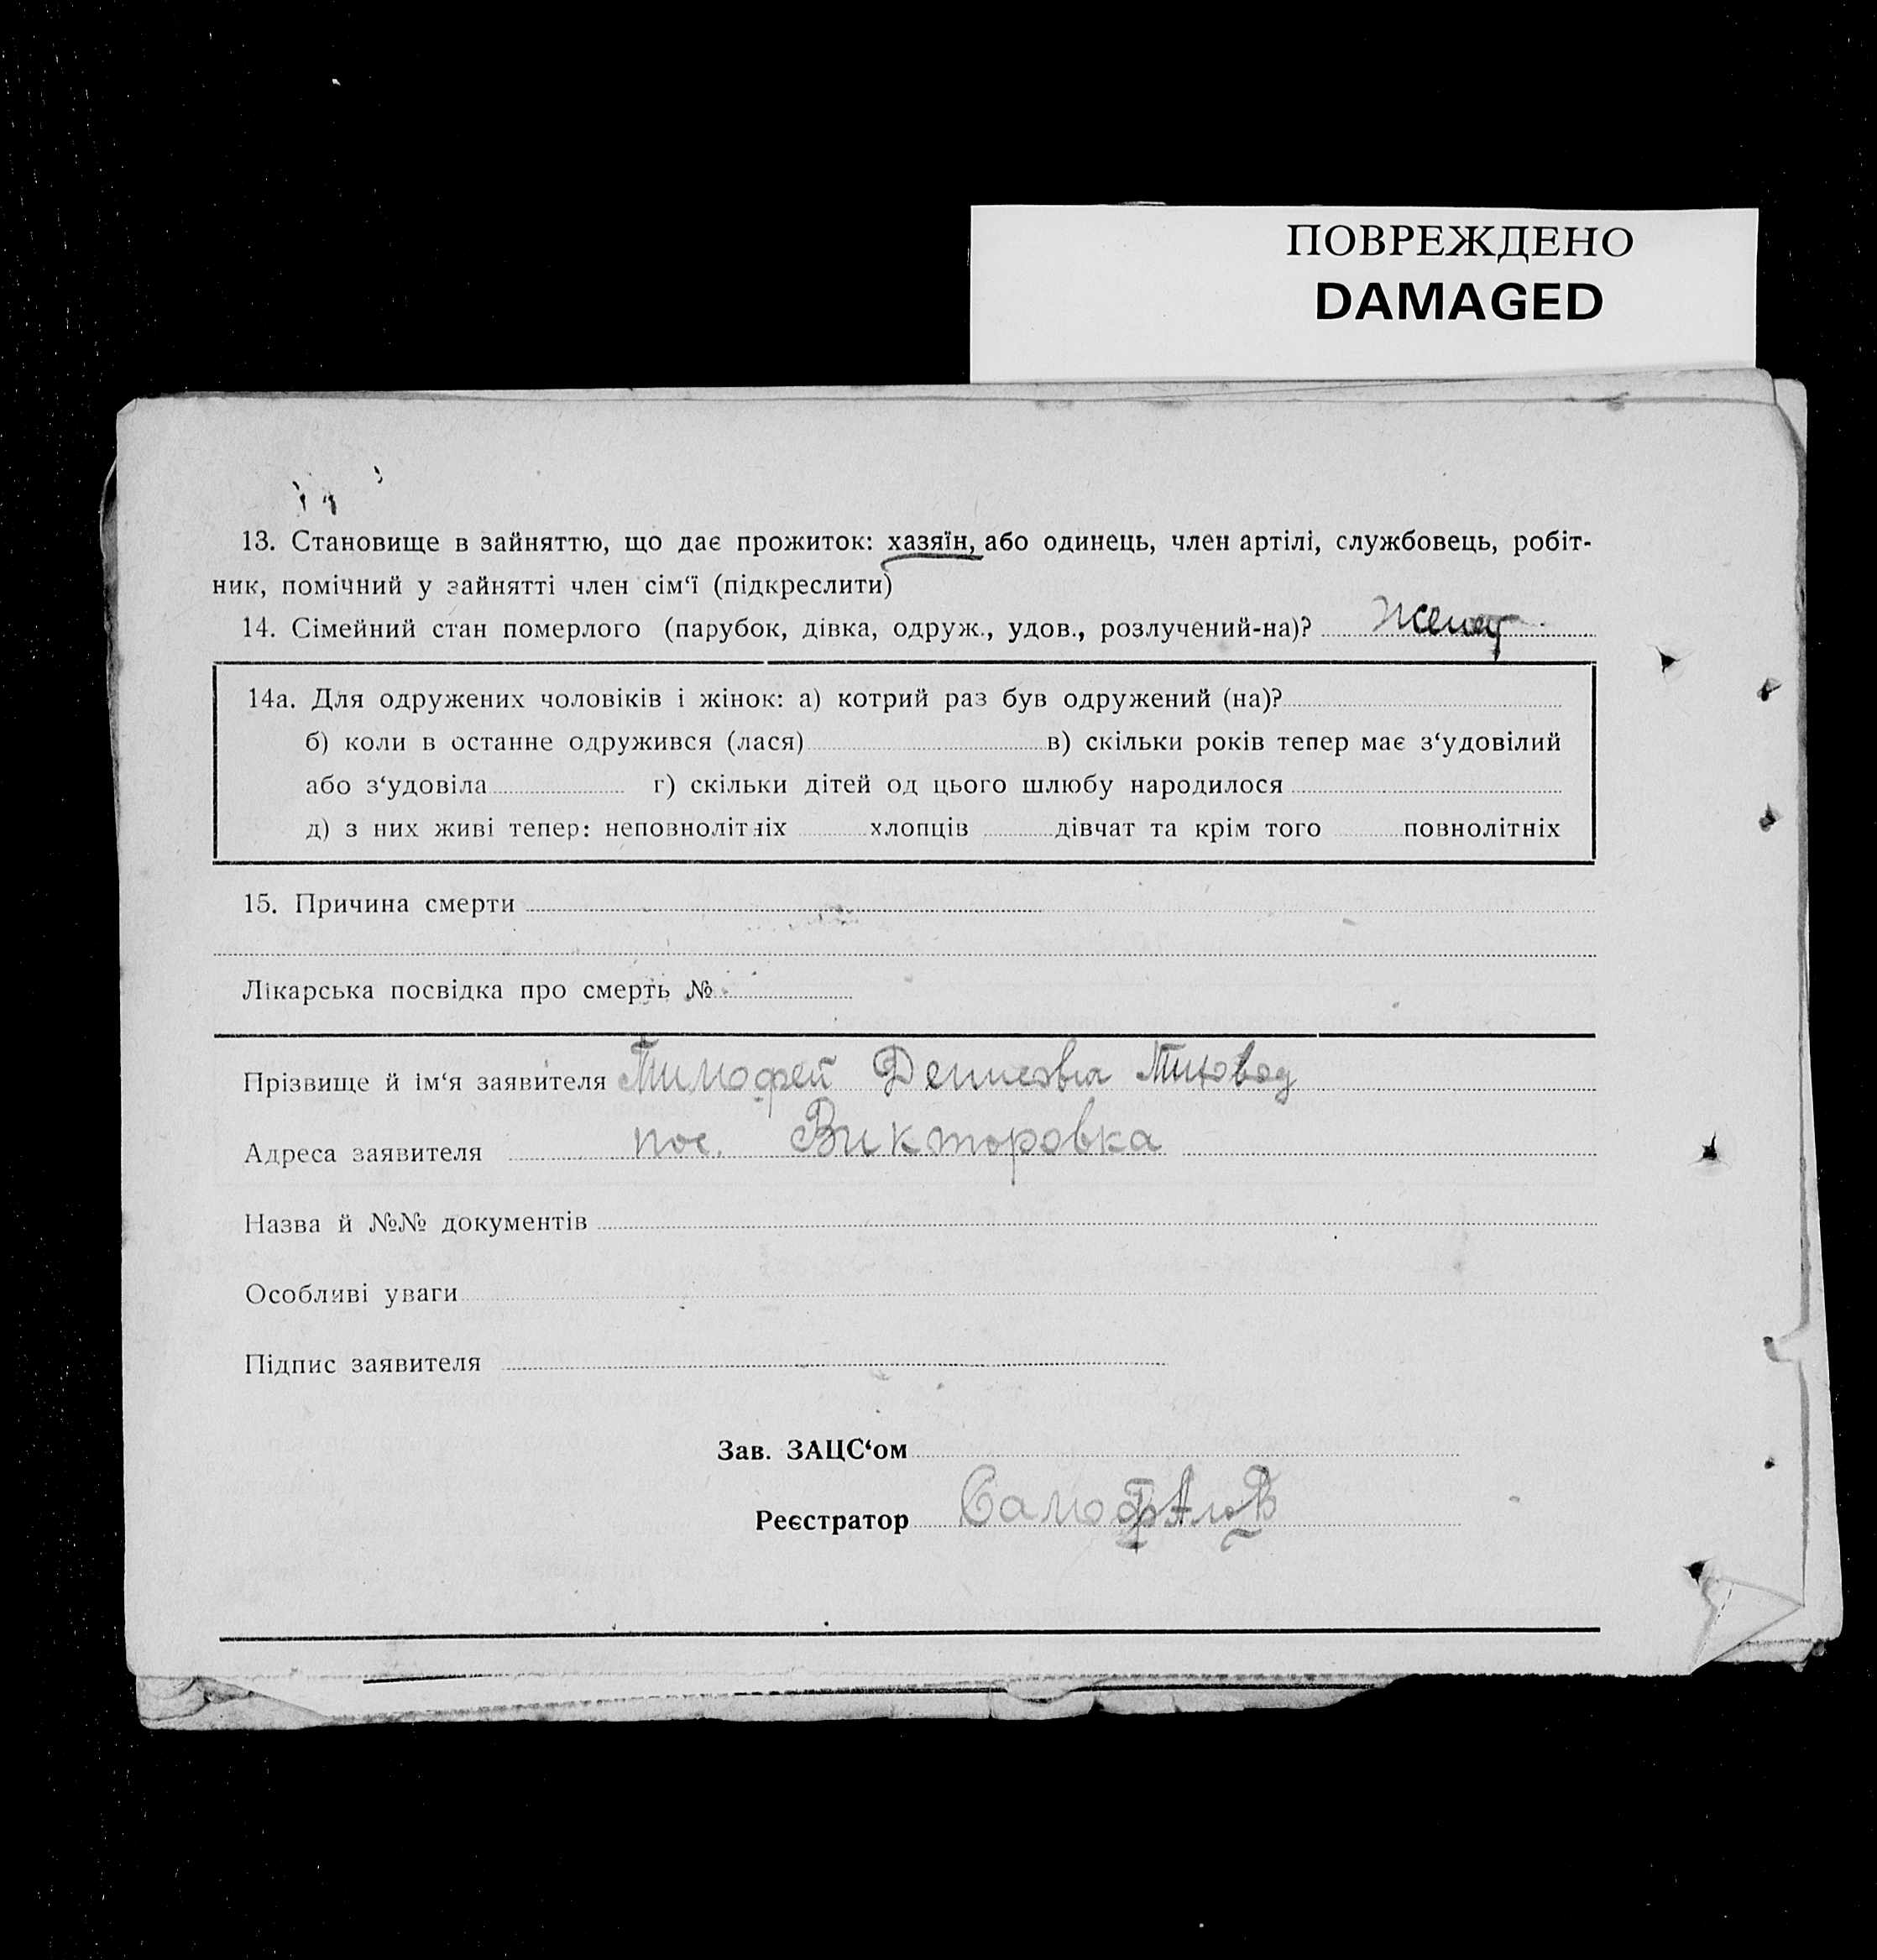 ПОВРЕЖДЕНО
DAMAGED
13. Становище в зайняттю, що дає прожиток: хазяїн, або одинець, член артілі, службовець, робіт-
ник, помічний у зайнятті член сім‘ї (підкреслити)
14. Сімейний стан померлого (парубок, дівка, одруж., удов., розлучений-на)?
14а. Для одружених чоловіків і жінок: а) котрий раз був одружений (на)?
б) коли в останне одружився (лася) в) скільки років тепер має з‘удовілий
або з‘удовіла г) скільки дітей од цього шлюбу народилося
д) з них живі тепер: неповнолітніх хлопців дівчат та крім того повнолітніх
15. Причина смерти
Лікарська посвідка про смерть №
Прізвище й ім‘я заявителя Тимофей
Адреса заявителя пос. Викторовка
Назва й №№ документів
Особливі уваги
Підпис заявителя
Зав. ЗАЦС‘ом
Реєстратор